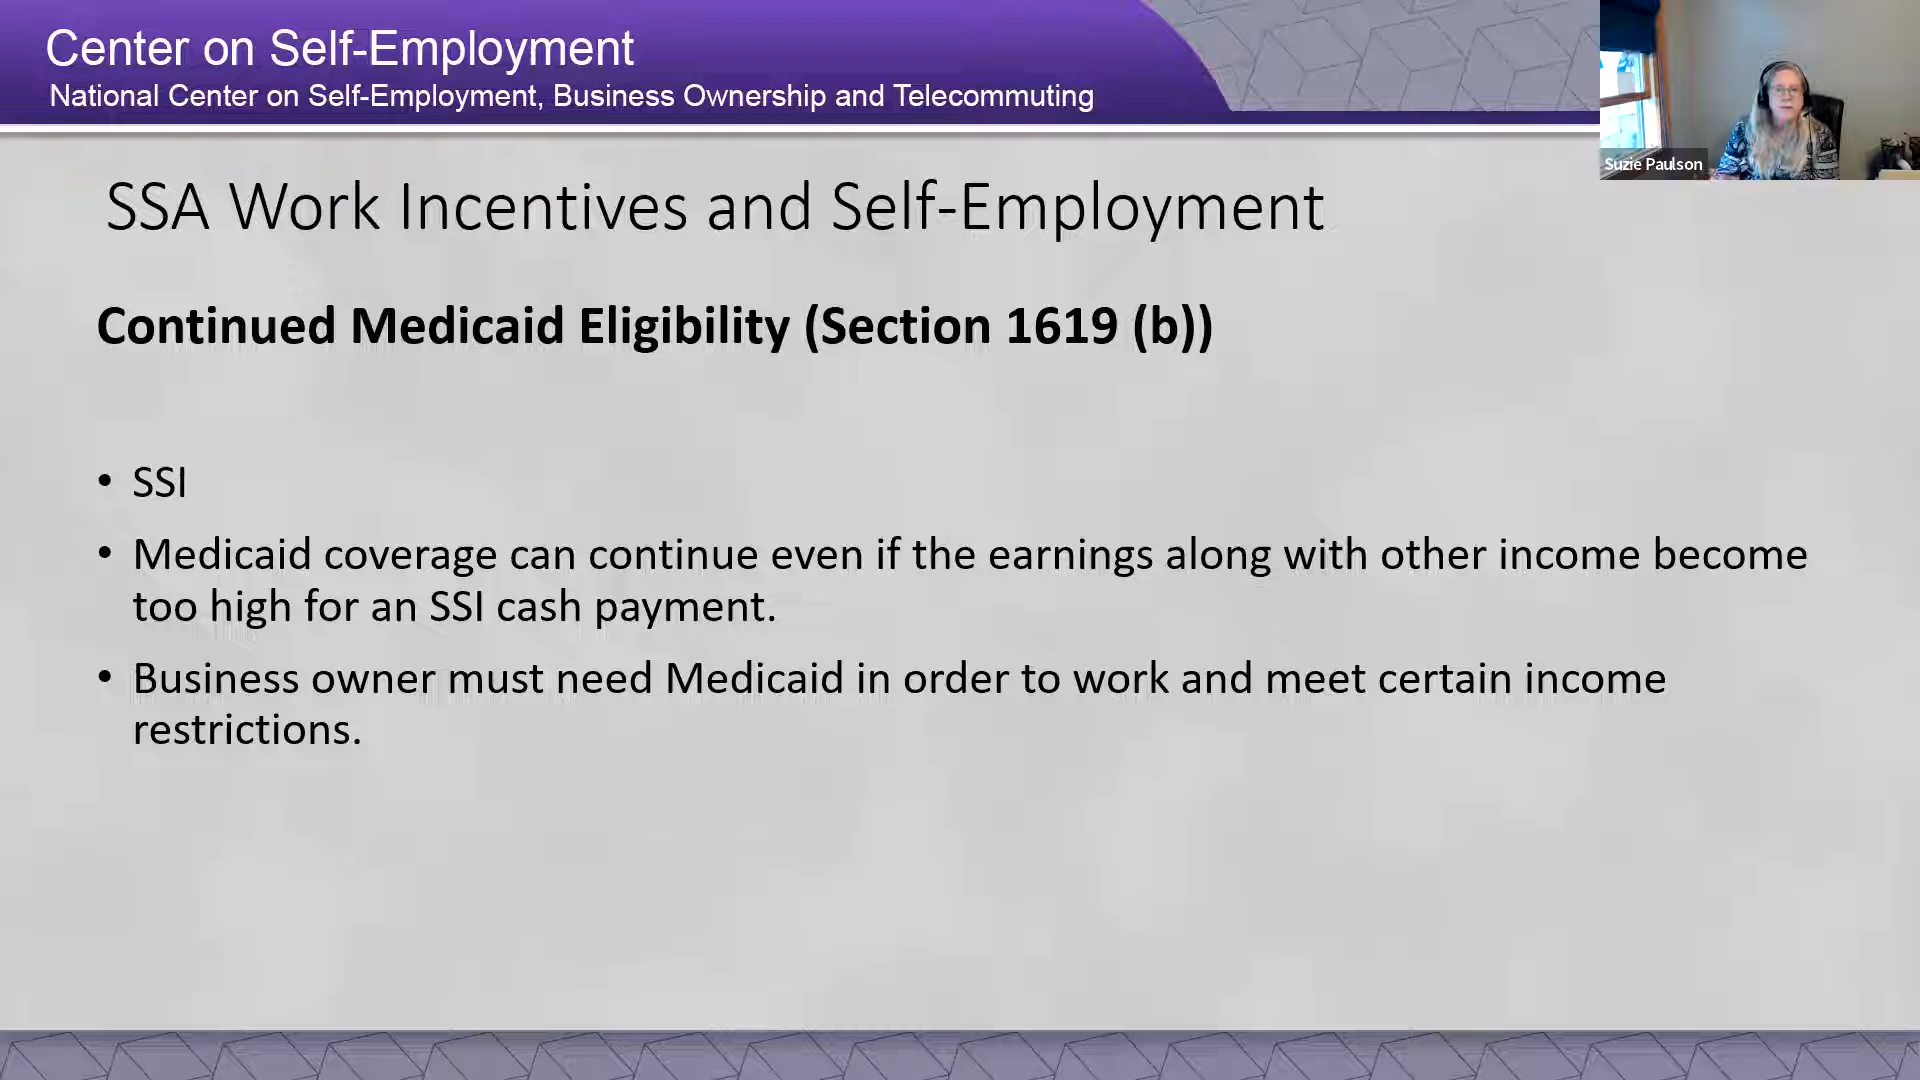 Center on Self-Employment
National Center on Self-Employment, Business Ownership and Telecommuting
Suzie Paulson
SSA Work Incentives and Self-Employment
Continued Medicaid Eligibility (Section 1619 (b))
• SSI
• Medicaid coverage can continue even if the earnings along with other income become
too high for an SSI cash payment.
• Business owner must need Medicaid in order to work and meet certain income
restrictions.